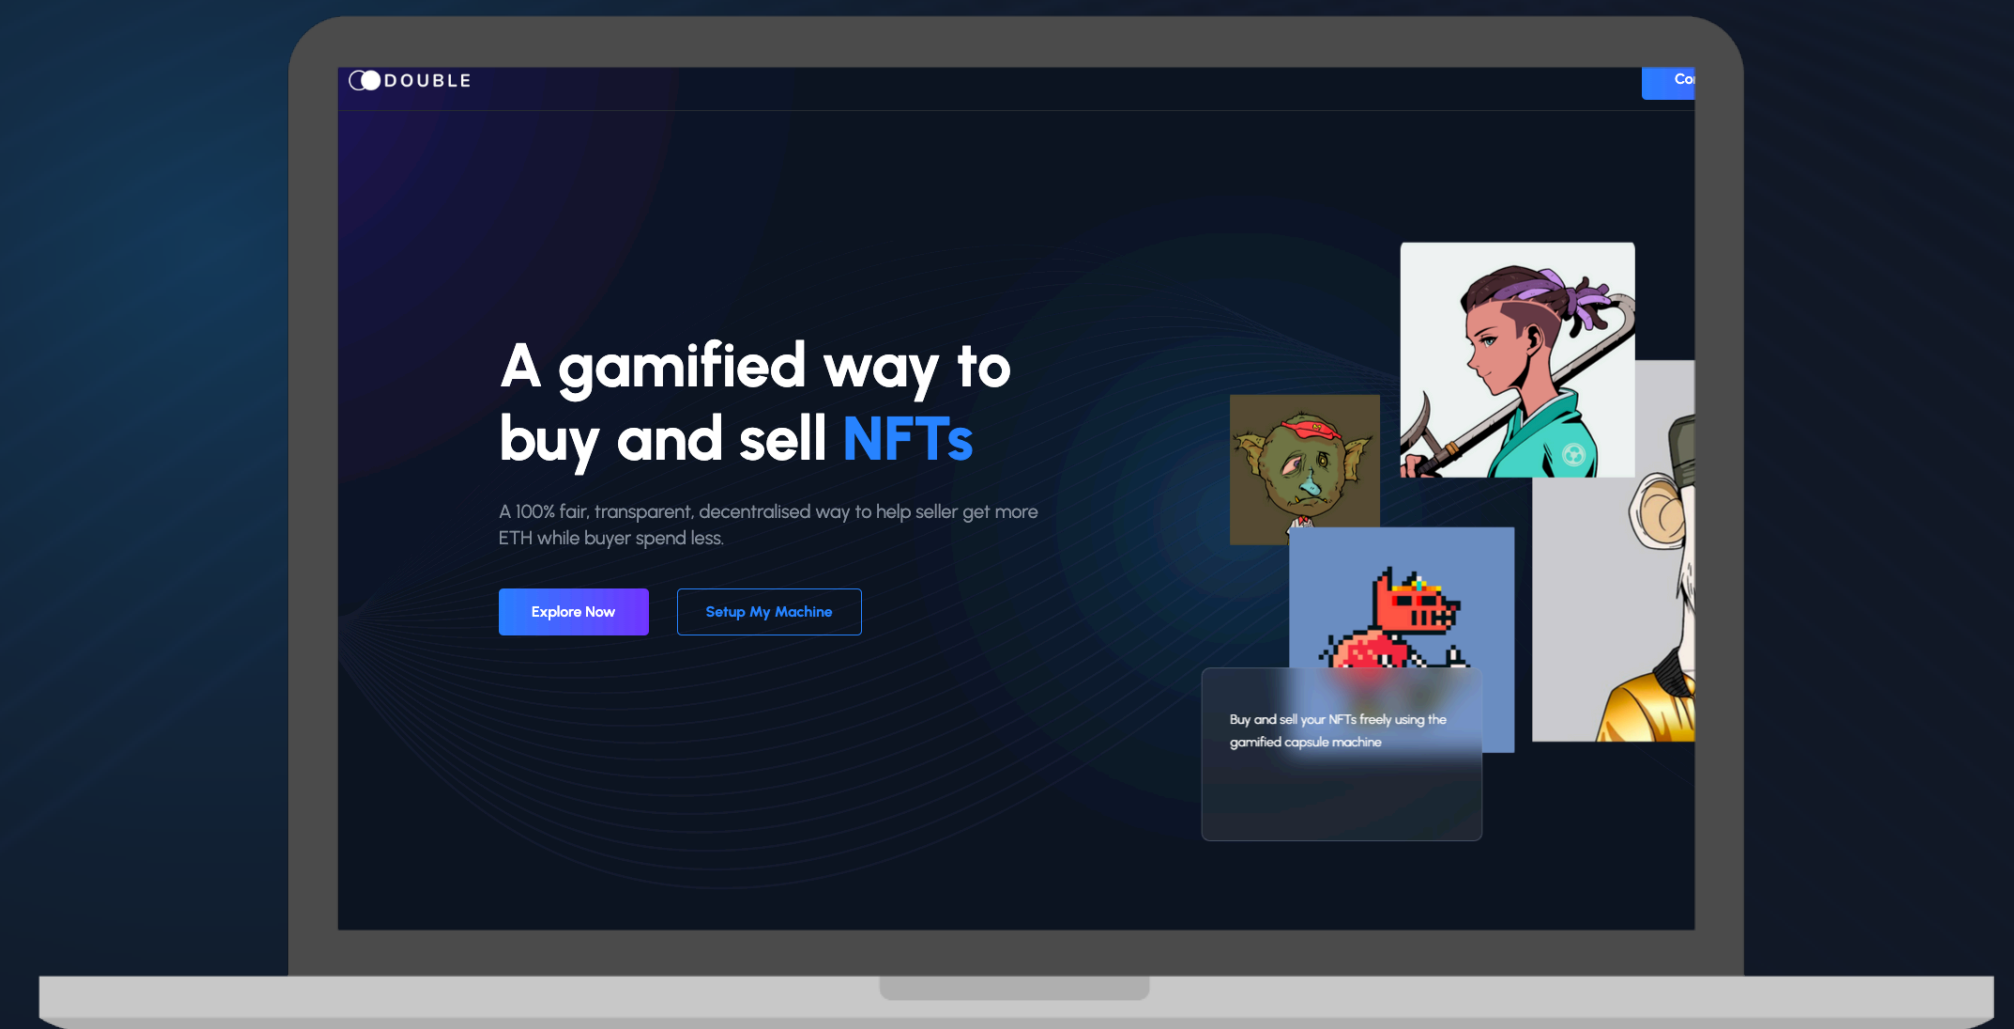 DOUBLE
A gamified way to
buy and sell NFTs
A 100% fair, transparent, decentralised way to help seller get more
ETH while buyer spend less.
Explore Now
Setup My Machine
Buy and sell your NFTs freely using the
gamified capsule machine